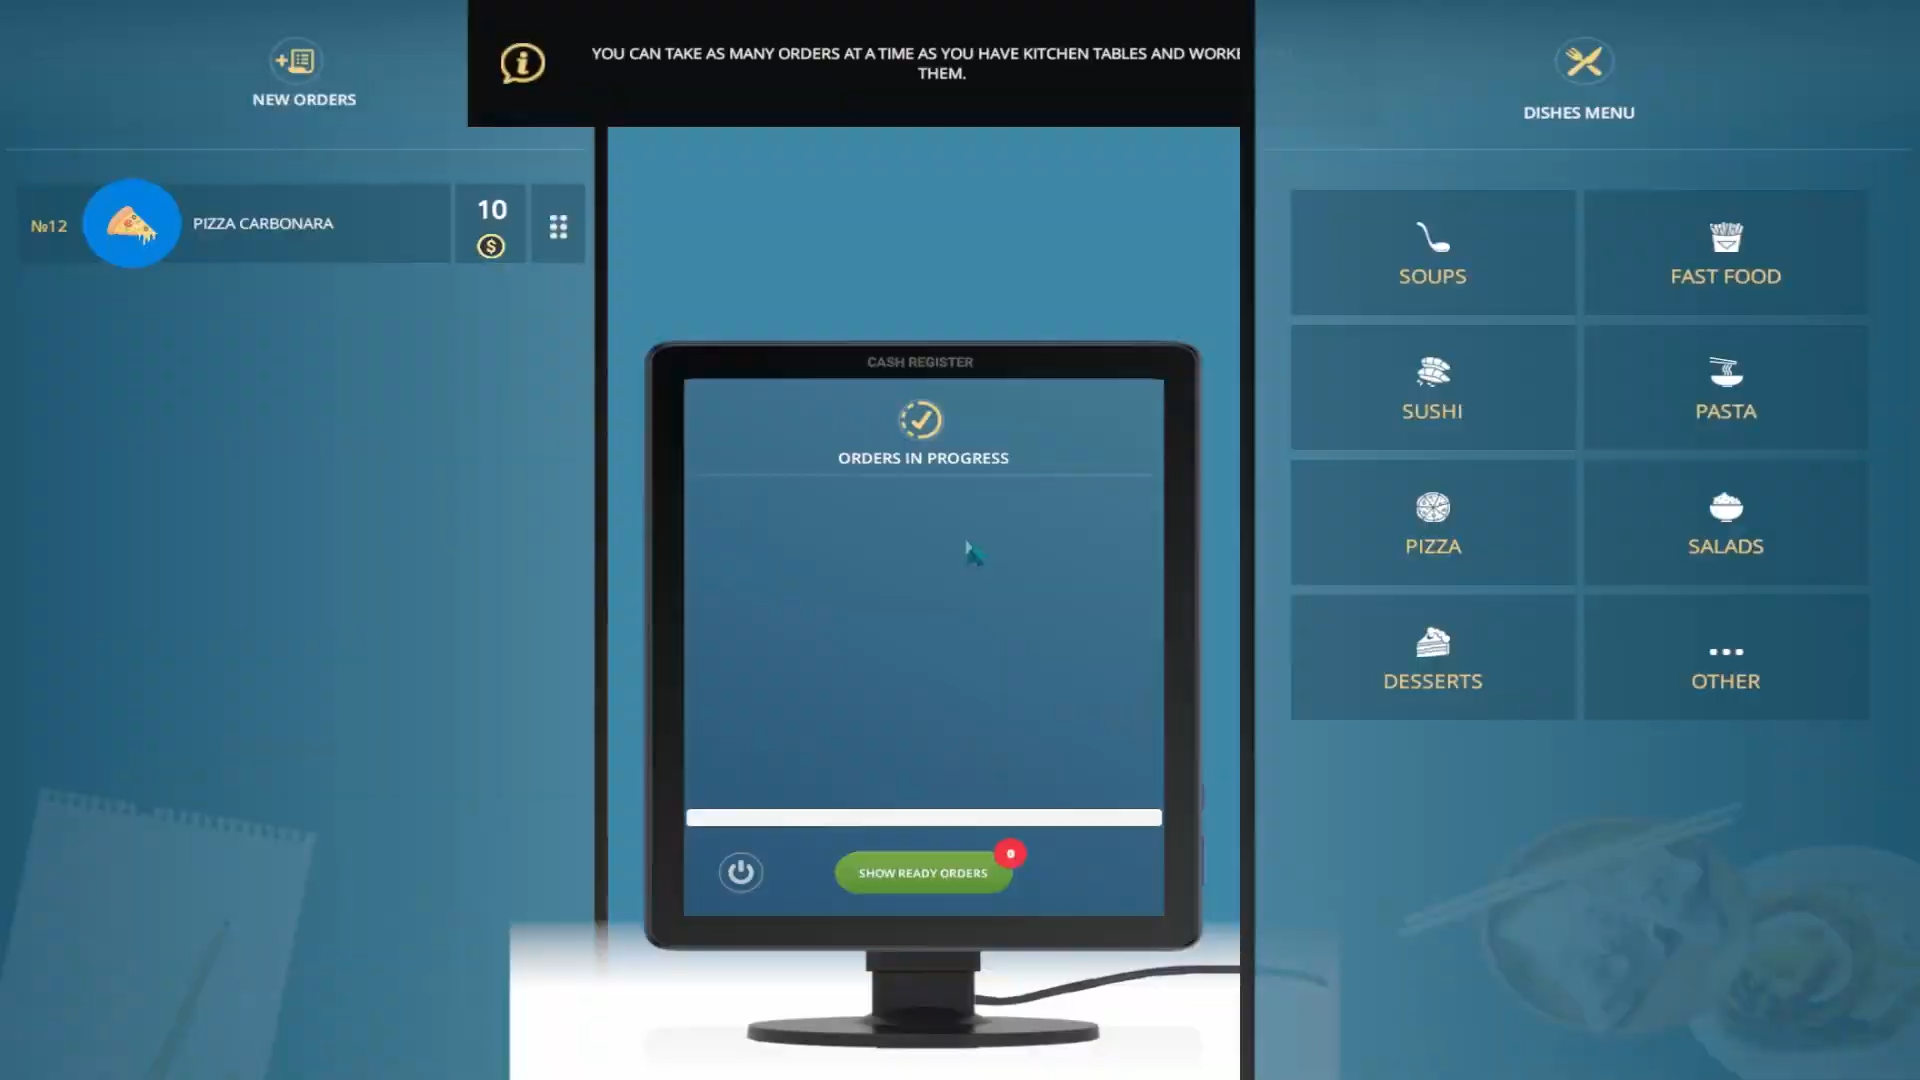 NEW ORDERS
YOU CAN TAKE AS MANY ORDERS AT A TIME AS YOU HAVE KITCHEN TABLES AND WORKE
THEM.
DISHES MENU
№12
PIZZA CARBONARA
10
SOUPS
FAST FOOD
SUSHI
PASTA
PIZZA
SALADS
DESSERTS
OTHER
CASH REGISTER
ORDERS IN PROGRESS
SHOW READY ORDERS
0